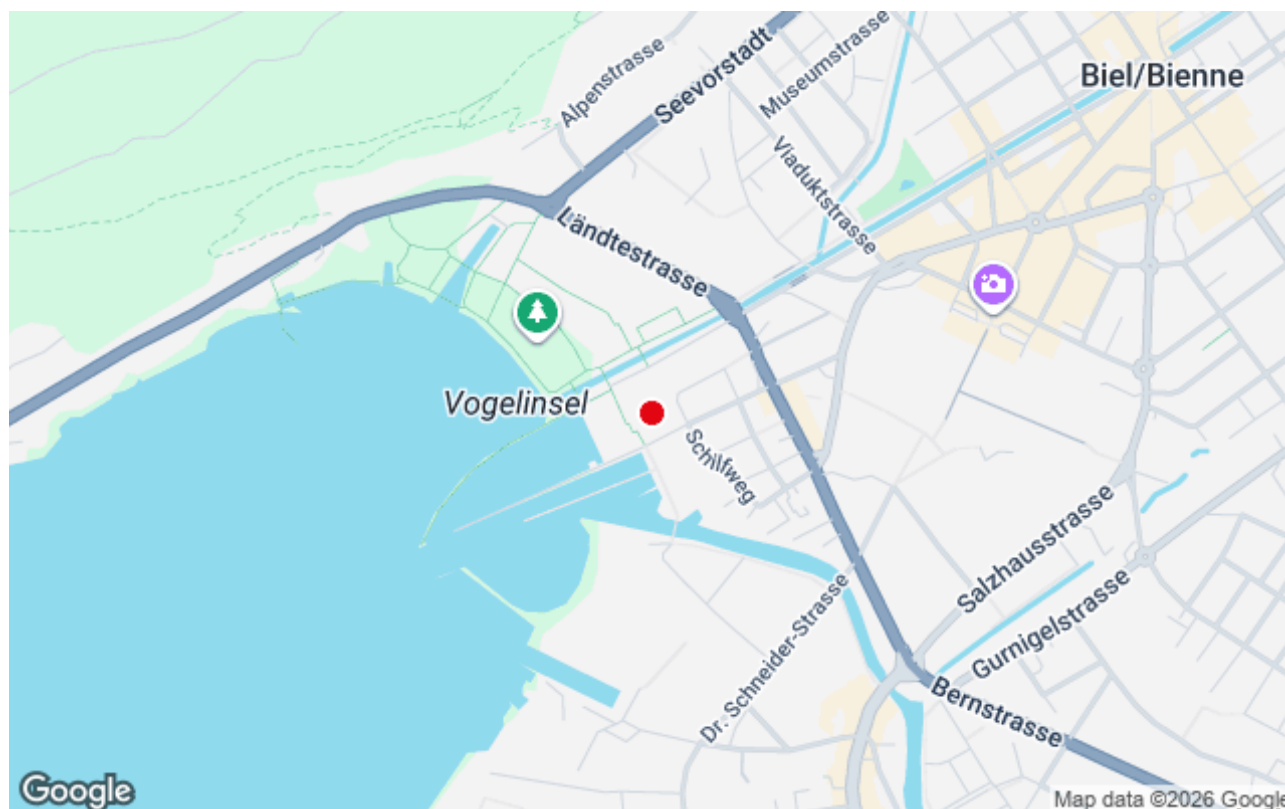 Biel/Bienne
Alpenstrasse
Seevorstadt
Museumstrasse
Viaduktstrasse
Ländtestrasse
Vogelinsel
Schilfweg
Salzhausstrasse
Gurnigelstrasse
Dr. Schneider-Strasse
Bernstrasse
Google
Map data ©2026 Google